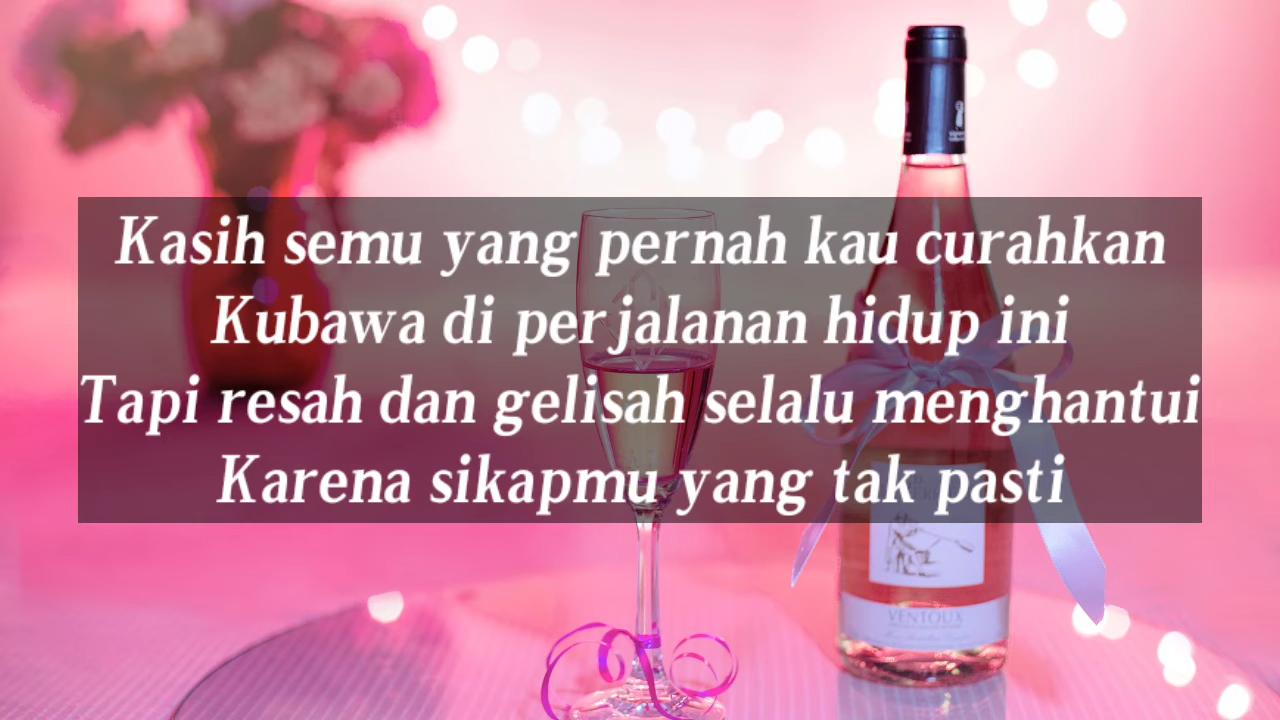 Kasih semu yang pernah kau curahkan
Kubawa di perjalanan hidup ini
Tapi resah dan gelisah selalu menghantui
Karena sikapmu yang tak pasti
VENTOUX